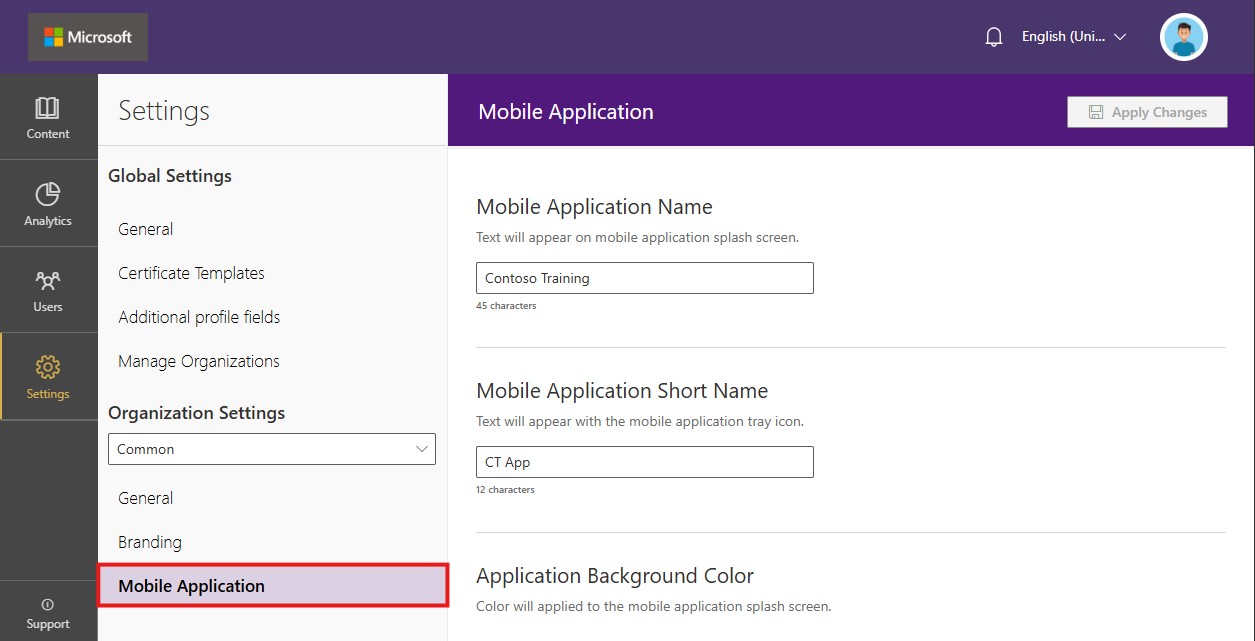 Microsoft
English (Uni...
Content
Analytics
Users
Settings
Support
Settings
Global Settings
General
Certificate Templates
Additional profile fields
Manage Organizations
Organization Settings
Common
General
Branding
Mobile Application
Mobile Application
Apply Changes
Mobile Application Name
Text will appear on mobile application splash screen.
Contoso Training
45 characters
Mobile Application Short Name
Text will appear with the mobile application tray icon.
CT App
12 characters
Application Background Color
Color will applied to the mobile application splash screen.